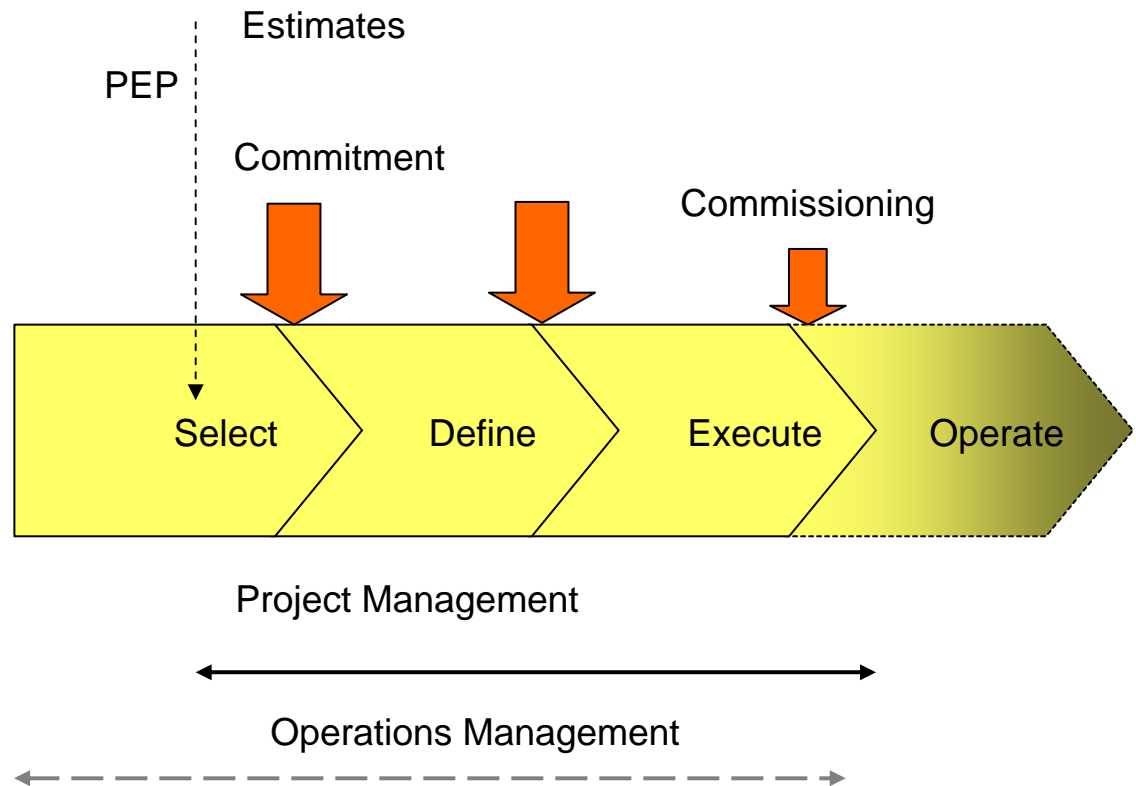 Estimates
PEP
Commitment
Commissioning
Select
Define
Execute
Operate
Project Management
Operations Management